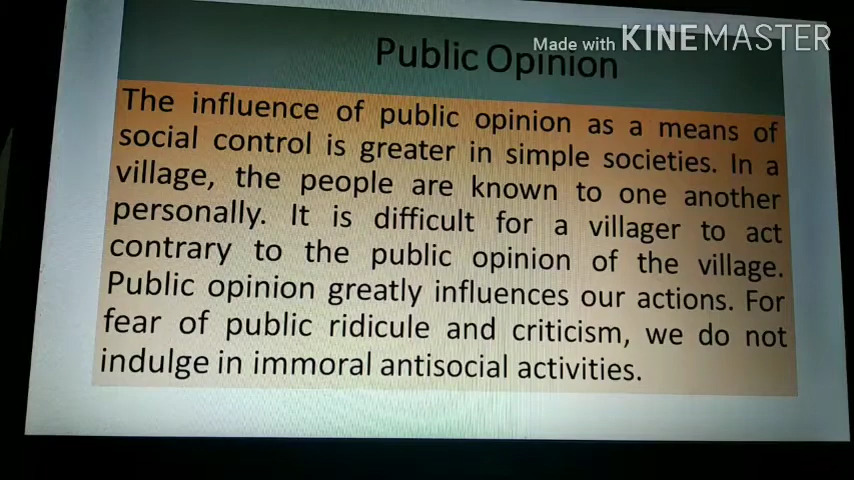 Made with KINEMASTER
Public Opinion
The influence of public opinion as a means of
social control is greater in simple societies. In a
village, the people are known to one another
personally. It is difficult for a villager to act
contrary to the public opinion of the village.
Public opinion greatly influences our actions. For
fear of public ridicule and criticism, we do not
indulge in immoral antisocial activities.